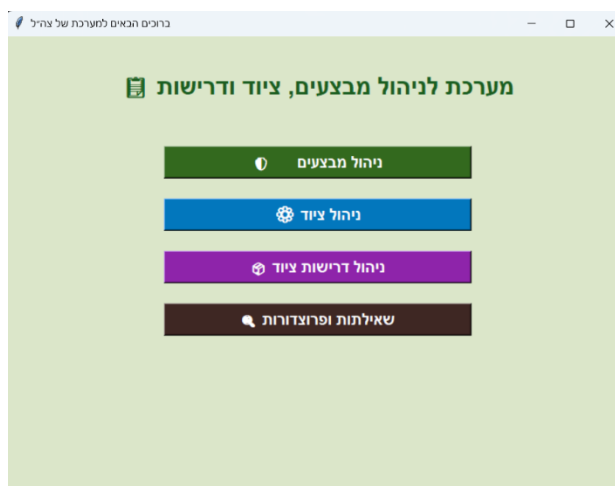 ברוכים הבאים למערכת של צה״ל
מערכת לניהול מבצעים, ציוד ודרישות
ניהול מבצעים
ניהול ציוד
ניהול דרישות ציוד
שאילתות ופרוצדורות